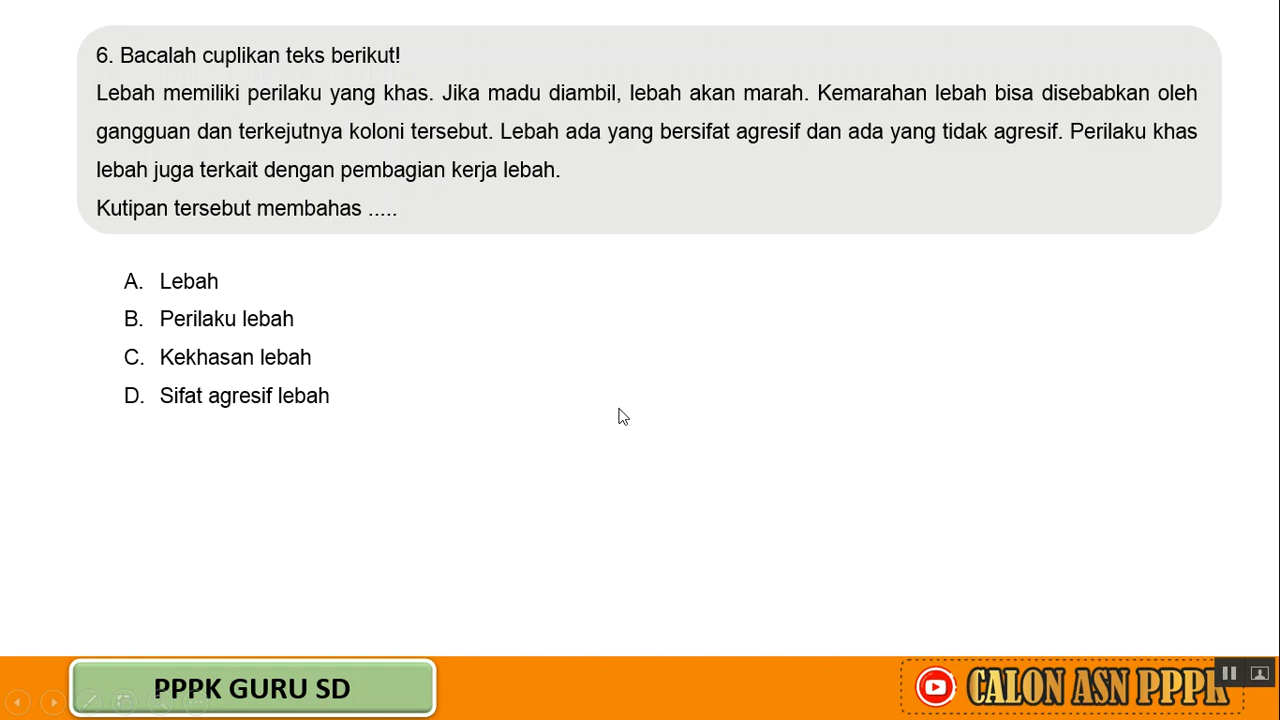 6. Bacalah cuplikan teks berikut!
Lebah memiliki perilaku yang khas. Jika madu diambil, lebah akan marah. Kemarahan lebah bisa disebabkan oleh
gangguan dan terkejutnya koloni tersebut. Lebah ada yang bersifat agresif dan ada yang tidak agresif. Perilaku khas
lebah juga terkait dengan pembagian kerja lebah.
Kutipan tersebut membahas .....
A. Lebah
B. Perilaku lebah
C. Kekhasan lebah
D. Sifat agresif lebah
PPPK GURU SD
CALON ASN PPPK